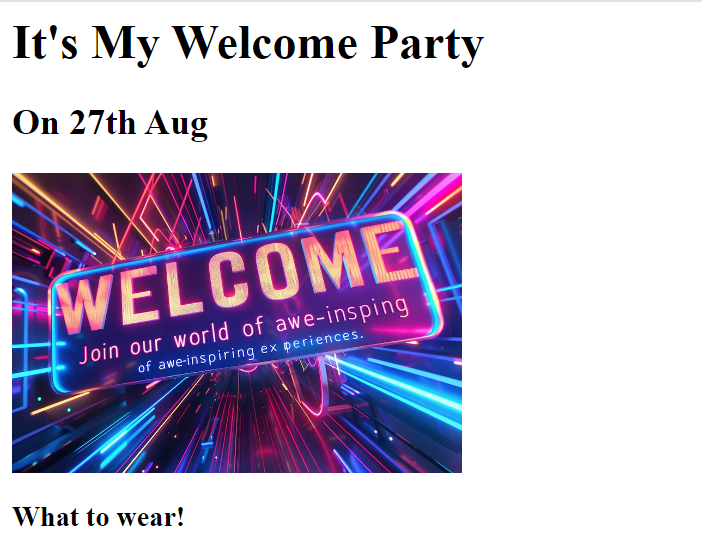 It's My Welcome Party
On 27th Aug
WELCOME
Join our world of awe-insping
of awe-inspiring ex periences.
What to wear!